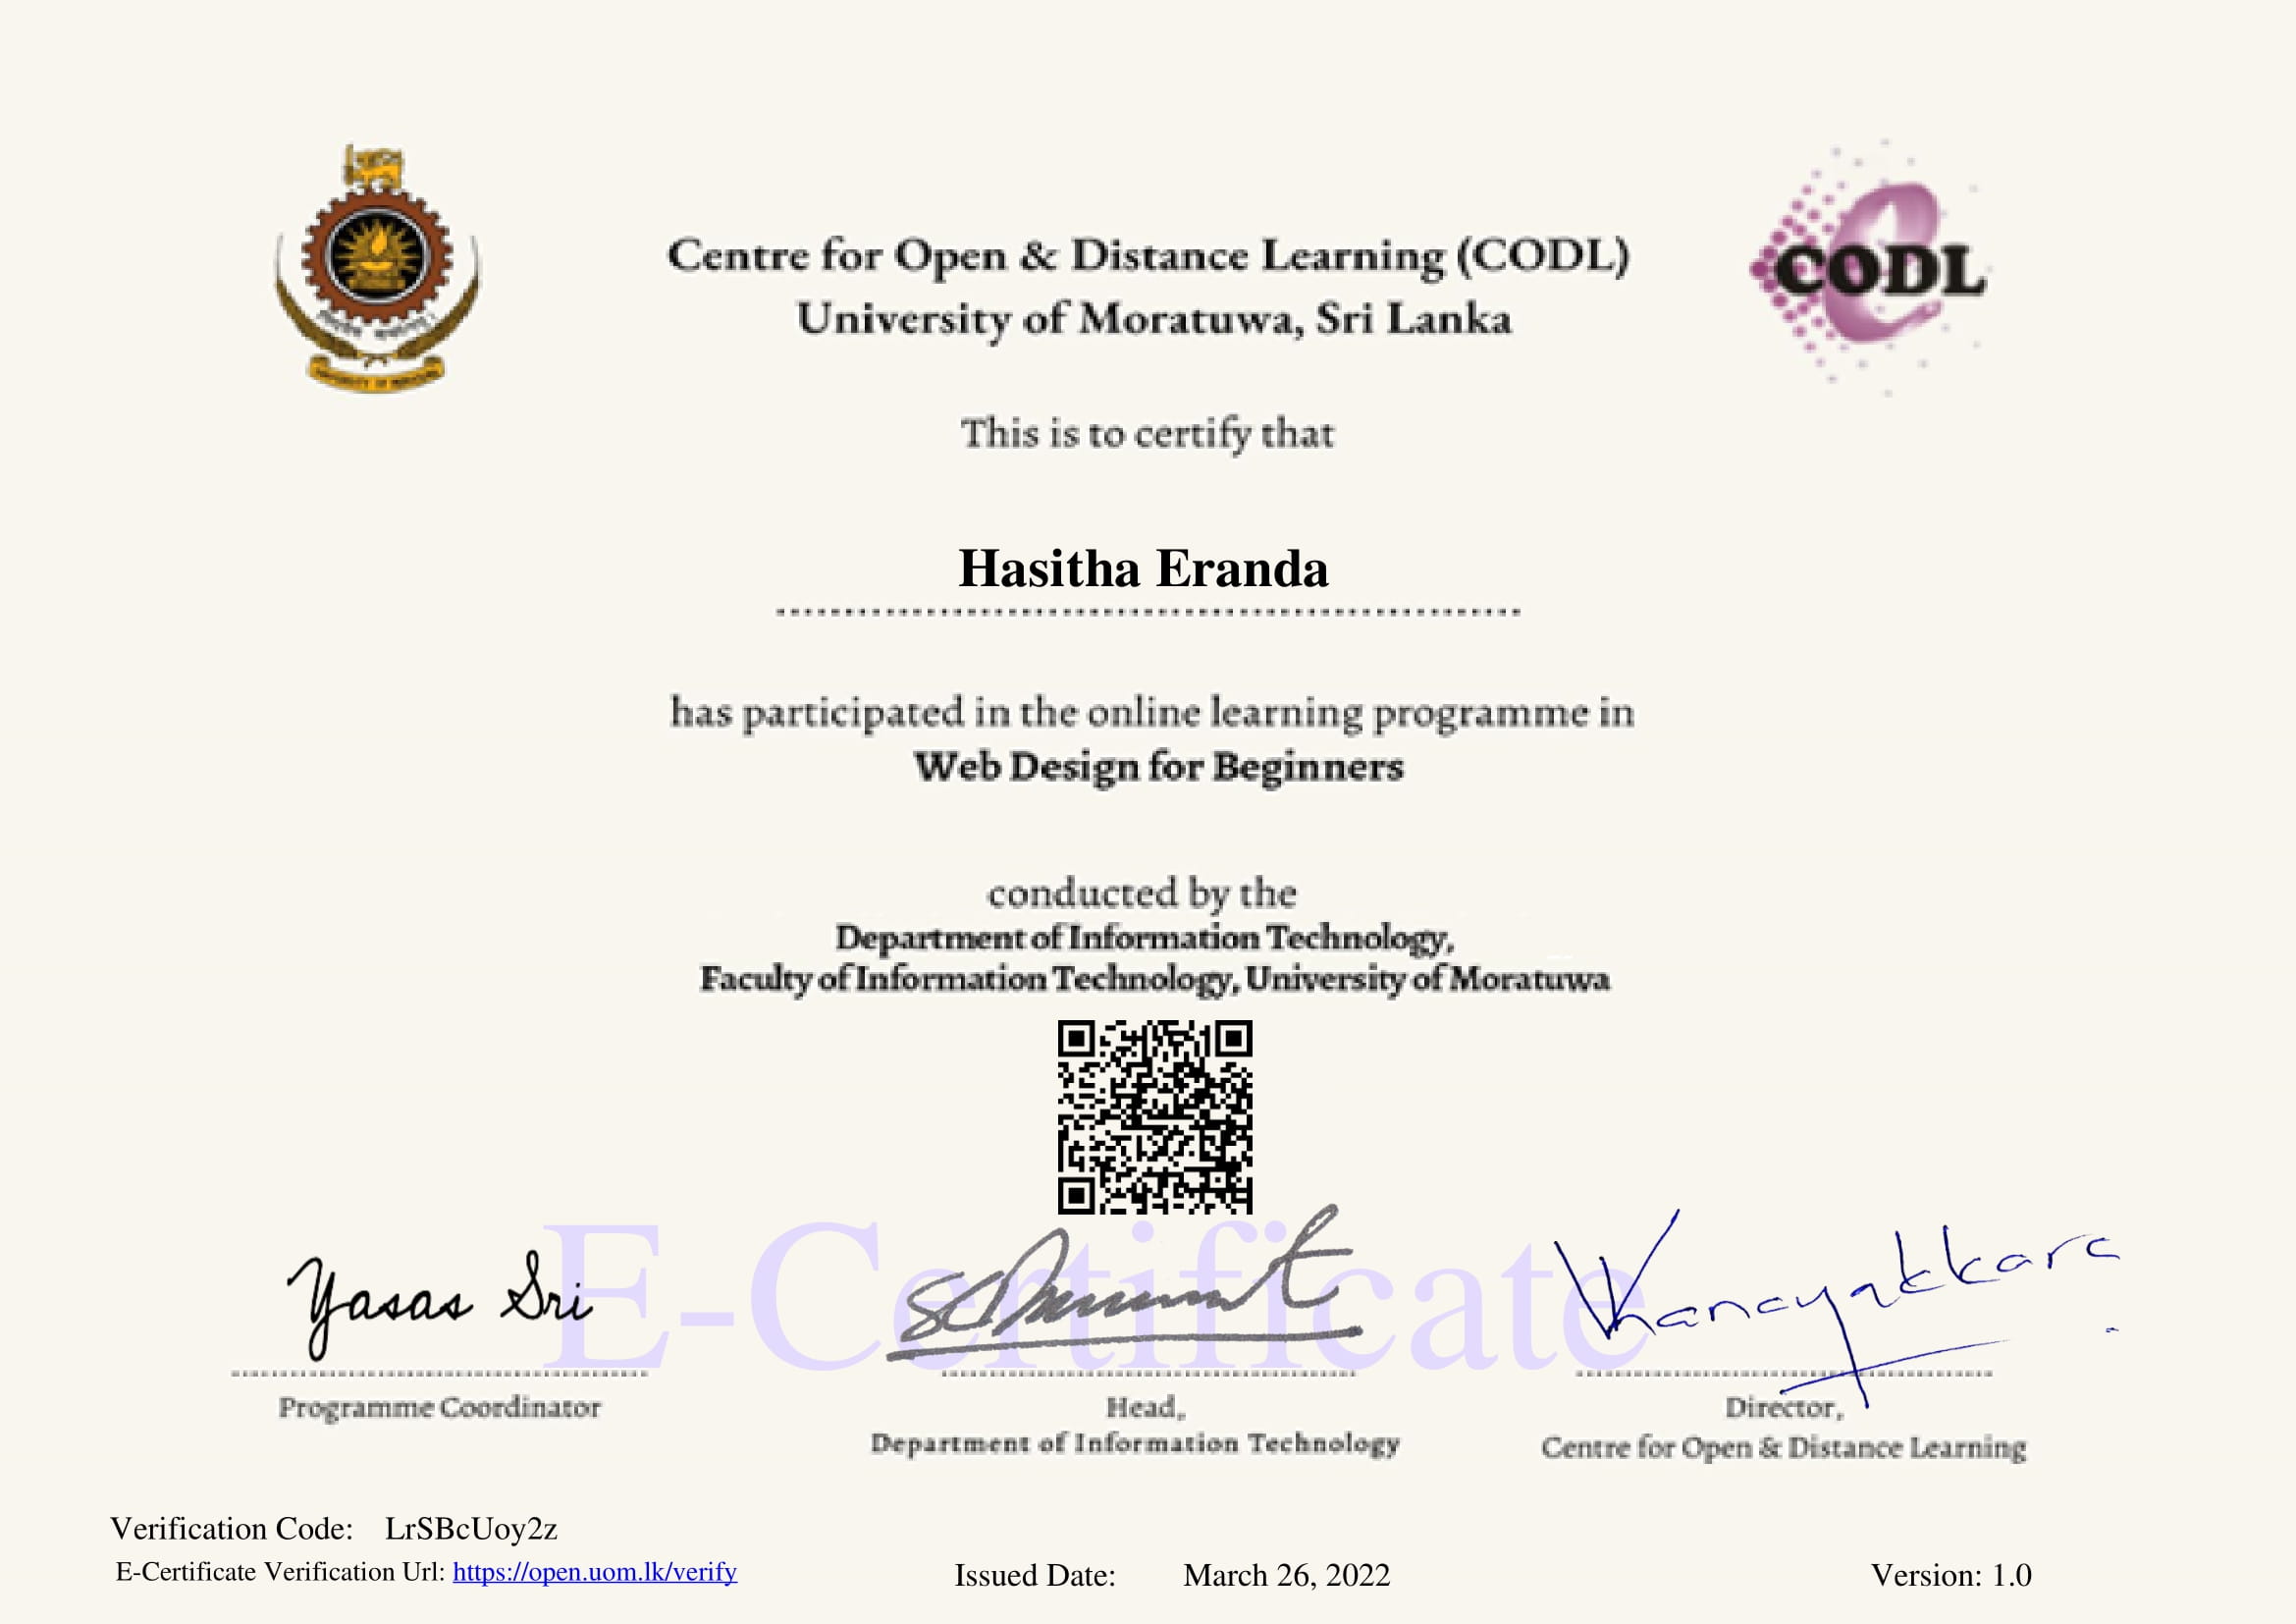 Centre for Open & Distance Learning (CODL)
University of Moratuwa, Sri Lanka
CODL
UNIVERSITY OF MORATUWA
This is to certify that
Hasitha Eranda
has participated in the online learning programme in
Web Design for Beginners
conducted by the
Department of Information Technology,
Faculty of Information Technology, University of Moratuwa
E-Certificate
Yasas Sri
Programme Coordinator
Head,
Department of Information Technology
Director,
Centre for Open & Distance Learning
Verification Code: LrSBcUoy2z
E-Certificate Verification Url: https://open.uom.lk/verify
Issued Date: March 26, 2022
Version: 1.0